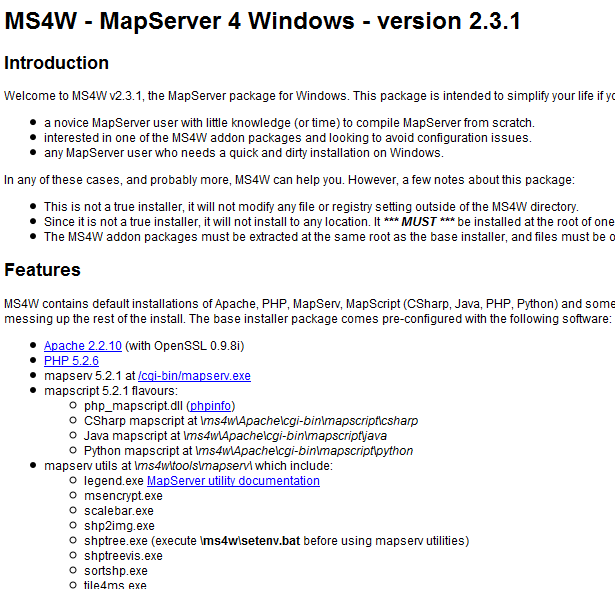 MS4W - MapServer 4 Windows - version 2.3.1
Introduction
Welcome to MS4W v2.3.1, the MapServer package for Windows. This package is intended to simplify your life if
a novice MapServer user with little knowledge (or time) to compile MapServer from scratch.
interested in one of the MS4W addon packages and looking to avoid configuration issues.
any MapServer user who needs a quick and dirty installation on Windows.
In any of these cases, and probably more, MS4W can help you. However, a few notes about this package:
This is not a true installer, it will not modify any file or registry setting outside of the MS4W directory.
Since it is not a true installer, it will not install to any location. It *** MUST *** be installed at the root of one
The MS4W addon packages must be extracted at the same root as the base installer, and files must be
Features
MS4W contains default installations of Apache, PHP, MapServ, MapScript (CSharp, Java, PHP, Python) and some
messing up the rest of the install. The base installer package comes pre-configured with the following software:
Apache 2.2.10 (with OpenSSL 0.9.8i)
PHP 5.2.6
mapserv 5.2.1 at /cgi-bin/mapserv.exe
mapscript 5.2.1 flavours:
php_mapscript.dll (phpinfo)
CSharp mapscript at \ms4w\Apache\cgi-bin\mapscript\csharp
Java mapscript at \ms4w\Apache\cgi-bin\mapscript\java
Python mapscript at \ms4w\Apache\cgi-bin\mapscript\python
mapserv utils at \ms4w\tools\mapserv\ which include:
legend.exe MapServer utility documentation
msencrypt.exe
scalebar.exe
shp2img.exe
shptree.exe (execute \ms4w\setenv.bat before using mapserv utilities)
shptreevis.exe
sortshp.exe
tile4ms.exe